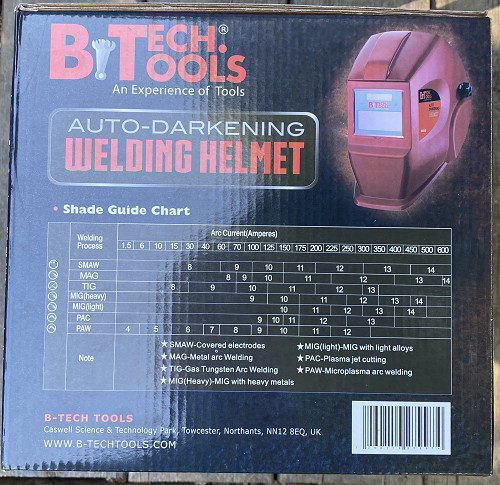 B-TECH.® TOOLS
An Experience of Tools
AUTO-DARKENING
WELDING HELMET
• Shade Guide Chart
Welding Process
Arc Current(Amperes)
1.5 6 10 15 30 40 60 70 100 125 150 175 200 225 250 300 350 400 450 500 600
SMAW 8 9 10 11 12 13 14
MAG 8 9 10 11 12 13 14
TIG 8 9 10 11 12 13
MIG(heavy) 9 10 11 12 13 14
MIG(light) 10 11 12 13 14
PAC 9 10 11 12 13
PAW 4 5 6 7 8 9 10 11 12
Note
★SMAW-Covered electrodes
★MAG-Metal arc Welding
★TIG-Gas Tungsten Arc Welding
★MIG(Heavy)-MIG with heavy metals
★MIG(light)-MIG with light alloys
★PAC-Plasma jet cutting
★PAW-Microplasma arc welding
B-TECH TOOLS
Caswell Science & Technology Park, Towcester, Northants, NN12 8EQ, UK
WWW.B-TECHTOOLS.COM